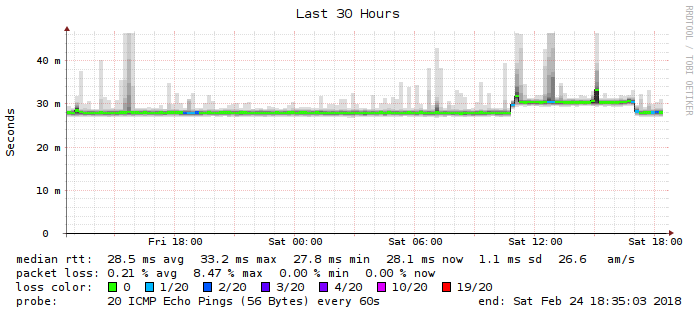 Last 30 Hours
RRDTOOL / TOBI OETIKER
Seconds
40 m
30 m
20 m
10 m
0
Fri 18:00 Sat 00:00 Sat 06:00 Sat 12:00 Sat 18:00
median rtt: 28.5 ms avg 33.2 ms max 27.8 ms min 28.1 ms now 1.1 ms sd 26.6 am/s
packet loss: 0.21 % avg 8.47 % max 0.00 % min 0.00 % now
loss color: 0 1/20 2/20 3/20 4/20 10/20 19/20
probe: 20 ICMP Echo Pings (56 Bytes) every 60s end: Sat Feb 24 18:35:03 2018